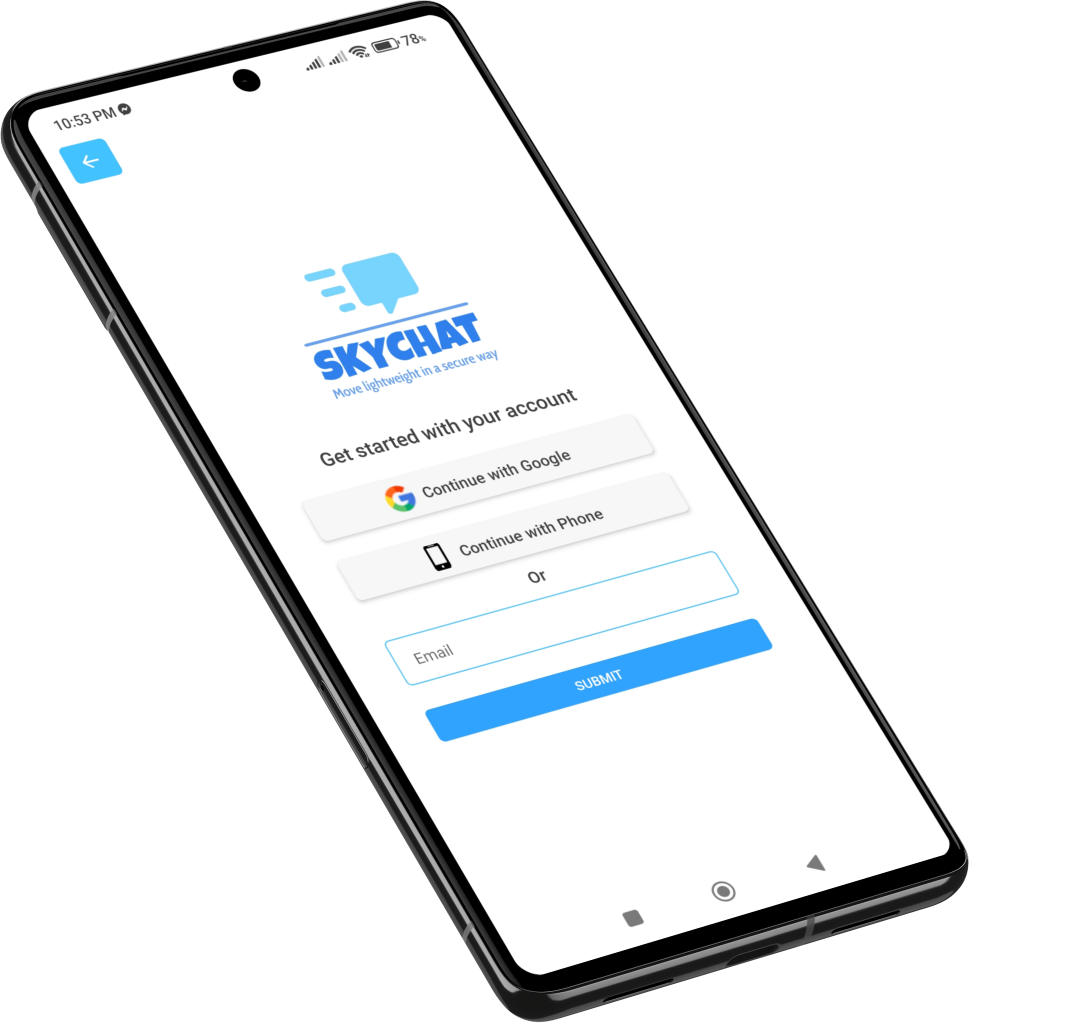 10:53 PM
78%
SKYCHAT
Move lightweight in a secure way
Get started with your account
Continue with Google
Continue with Phone
Or
Email
SUBMIT